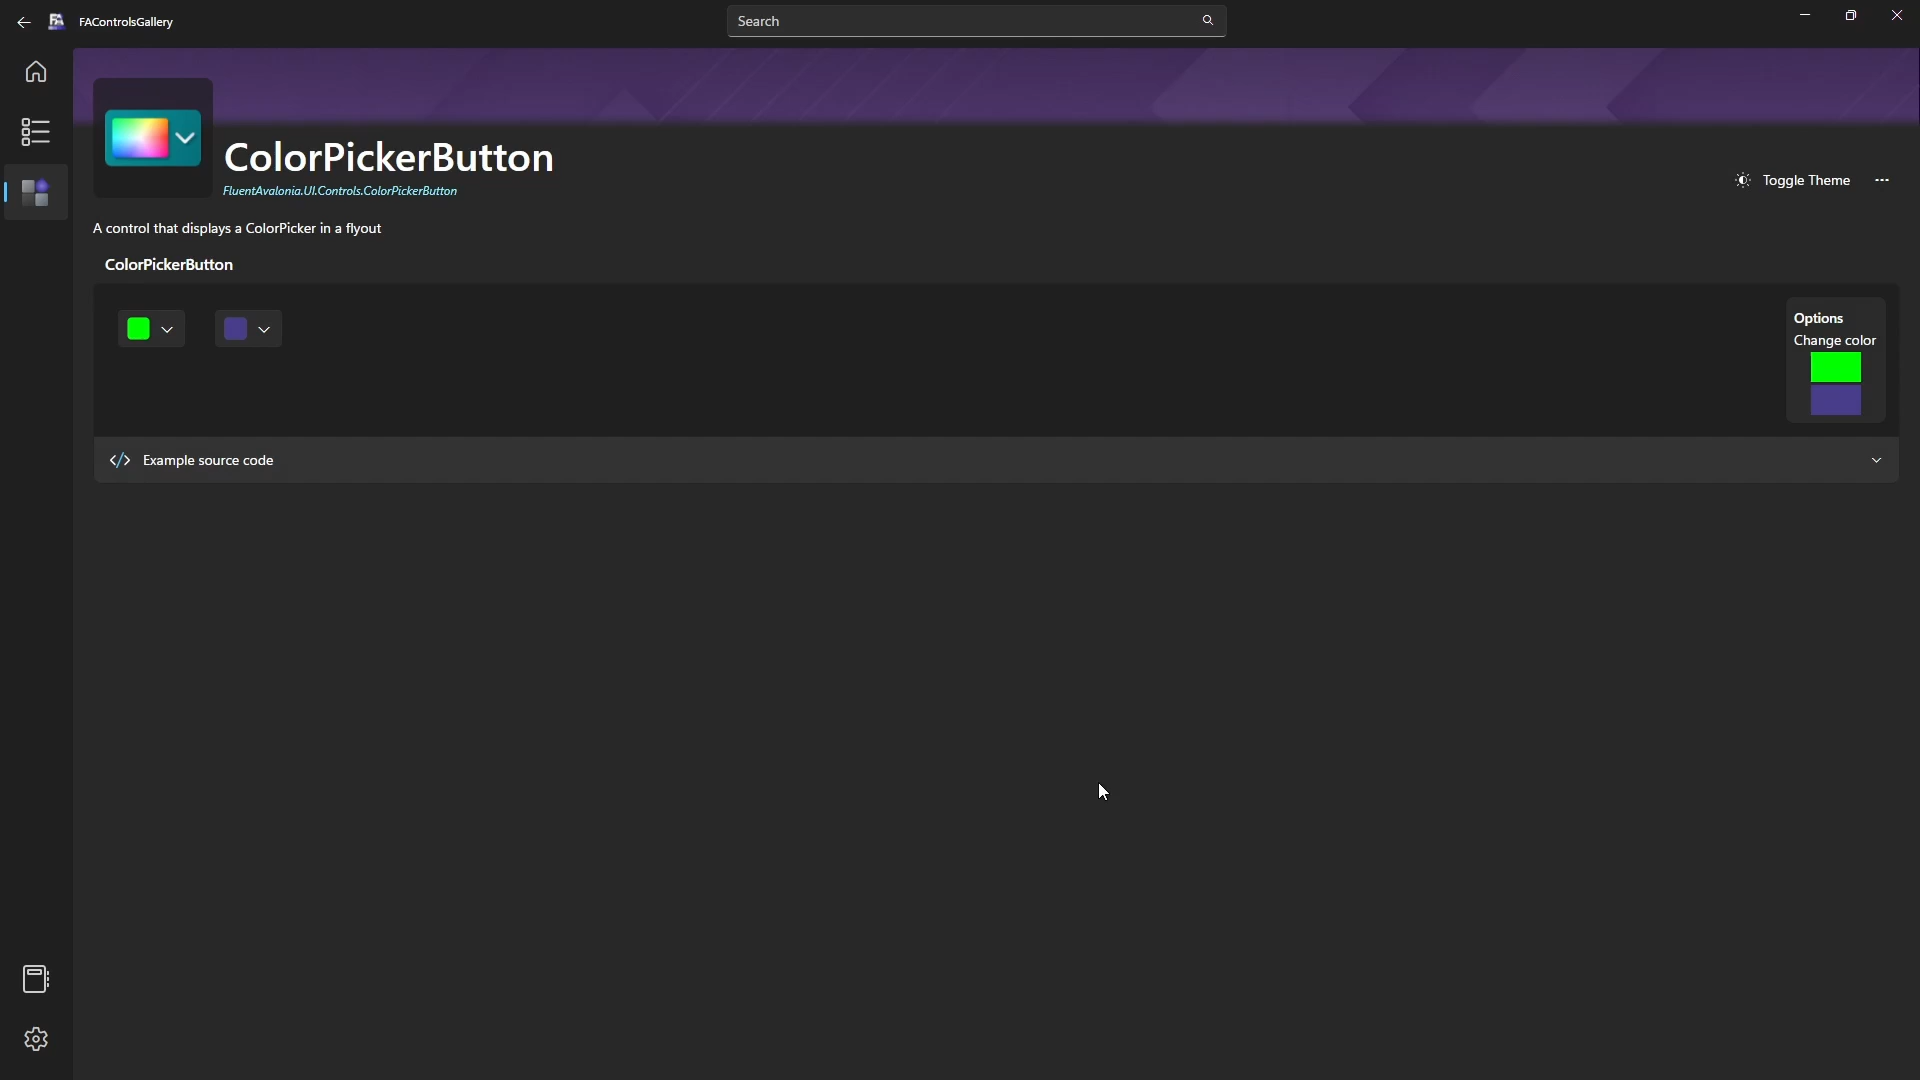 FAControlsGallery
Search
ColorPickerButton
FluentAvalonia.UI.Controls.ColorPickerButton
Toggle Theme
A control that displays a ColorPicker in a flyout
ColorPickerButton
Options
Change color
Example source code